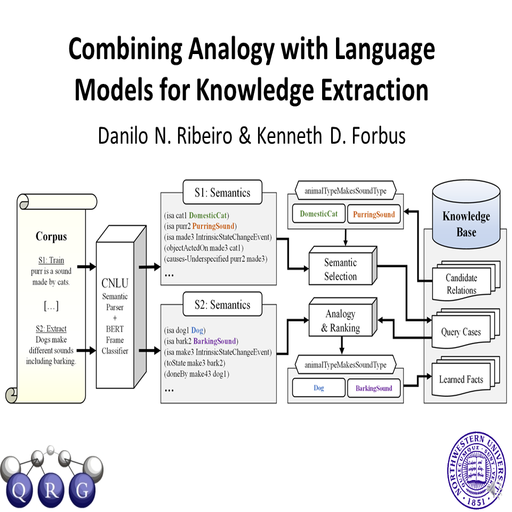 Combining Analogy with Language
Models for Knowledge Extraction
Danilo N. Ribeiro & Kenneth D. Forbus
Corpus
S1: Train
purr is a sound
made by cats.
[...]
S2: Extract
Dogs make
different sounds
including barking.
CNLU
Semantic
Parser
+
BERT
Frame
Classifier
S1: Semantics
(isa cat1 DomesticCat)
(isa purr2 PurringSound)
(isa made3 IntrinsicStateChangeEvent)
(objectActedOn made3 cat1)
(causes-Underspecified purr2 made3)
...
S2: Semantics
(isa dog1 Dog)
(isa bark2 BarkingSound)
(isa make3 IntrinsicStateChangeEvent)
(toState make3 bark2)
(doneBy make43 dog1)
...
animalTypeMakesSoundType
DomesticCat
PurringSound
Semantic
Selection
Analogy
& Ranking
animalTypeMakesSoundType
Dog
BarkingSound
Knowledge
Base
Candidate
Relations
Query Cases
Learned Facts
QRG
NORTHWESTERN UNIVERSITY
1851